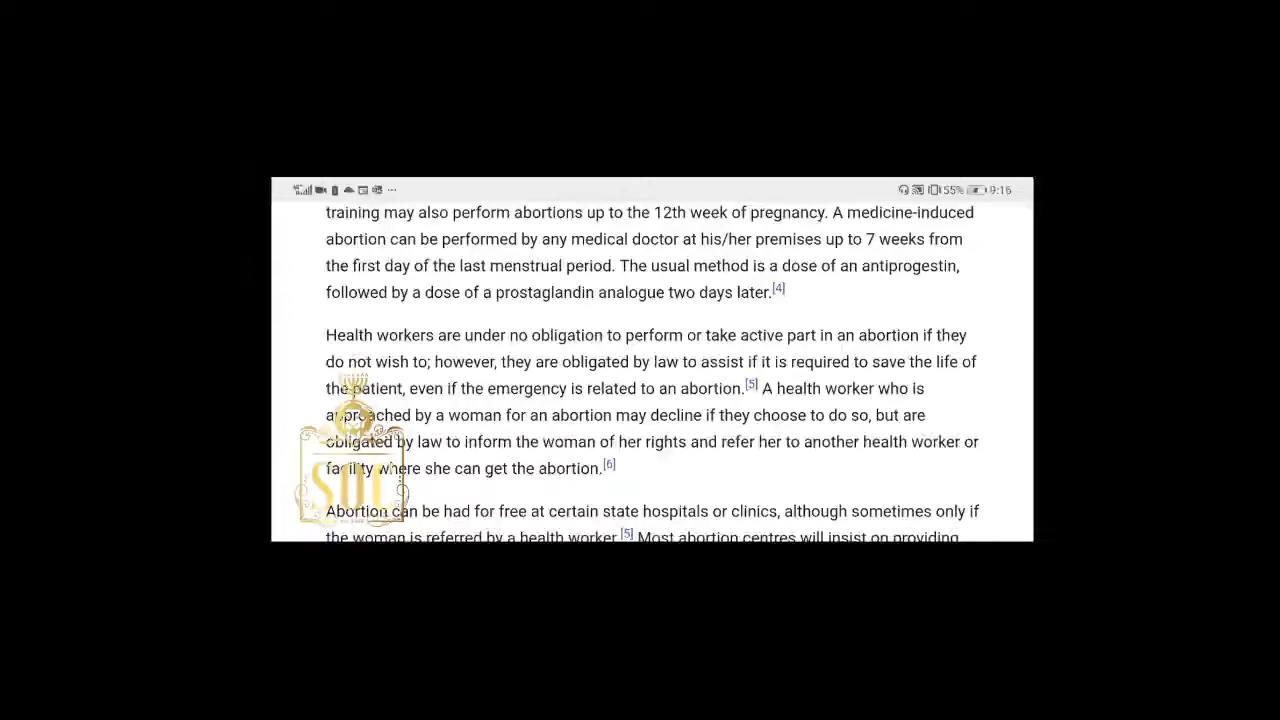 55% 9:16
training may also perform abortions up to the 12th week of pregnancy. A medicine-induced
abortion can be performed by any medical doctor at his/her premises up to 7 weeks from
the first day of the last menstrual period. The usual method is a dose of an antiprogestin,
followed by a dose of a prostaglandin analogue two days later.[4]
Health workers are under no obligation to perform or take active part in an abortion if they
do not wish to; however, they are obligated by law to assist if it is required to save the life of
the patient, even if the emergency is related to an abortion.[5] A health worker who is
approached by a woman for an abortion may decline if they choose to do so, but are
obligated by law to inform the woman of her rights and refer her to another health worker or
facility where she can get the abortion.[6]
SOC
Abortion can be had for free at certain state hospitals or clinics, although sometimes only if
the woman is referred by a health worker.[5] Most abortion centres will insist on providing